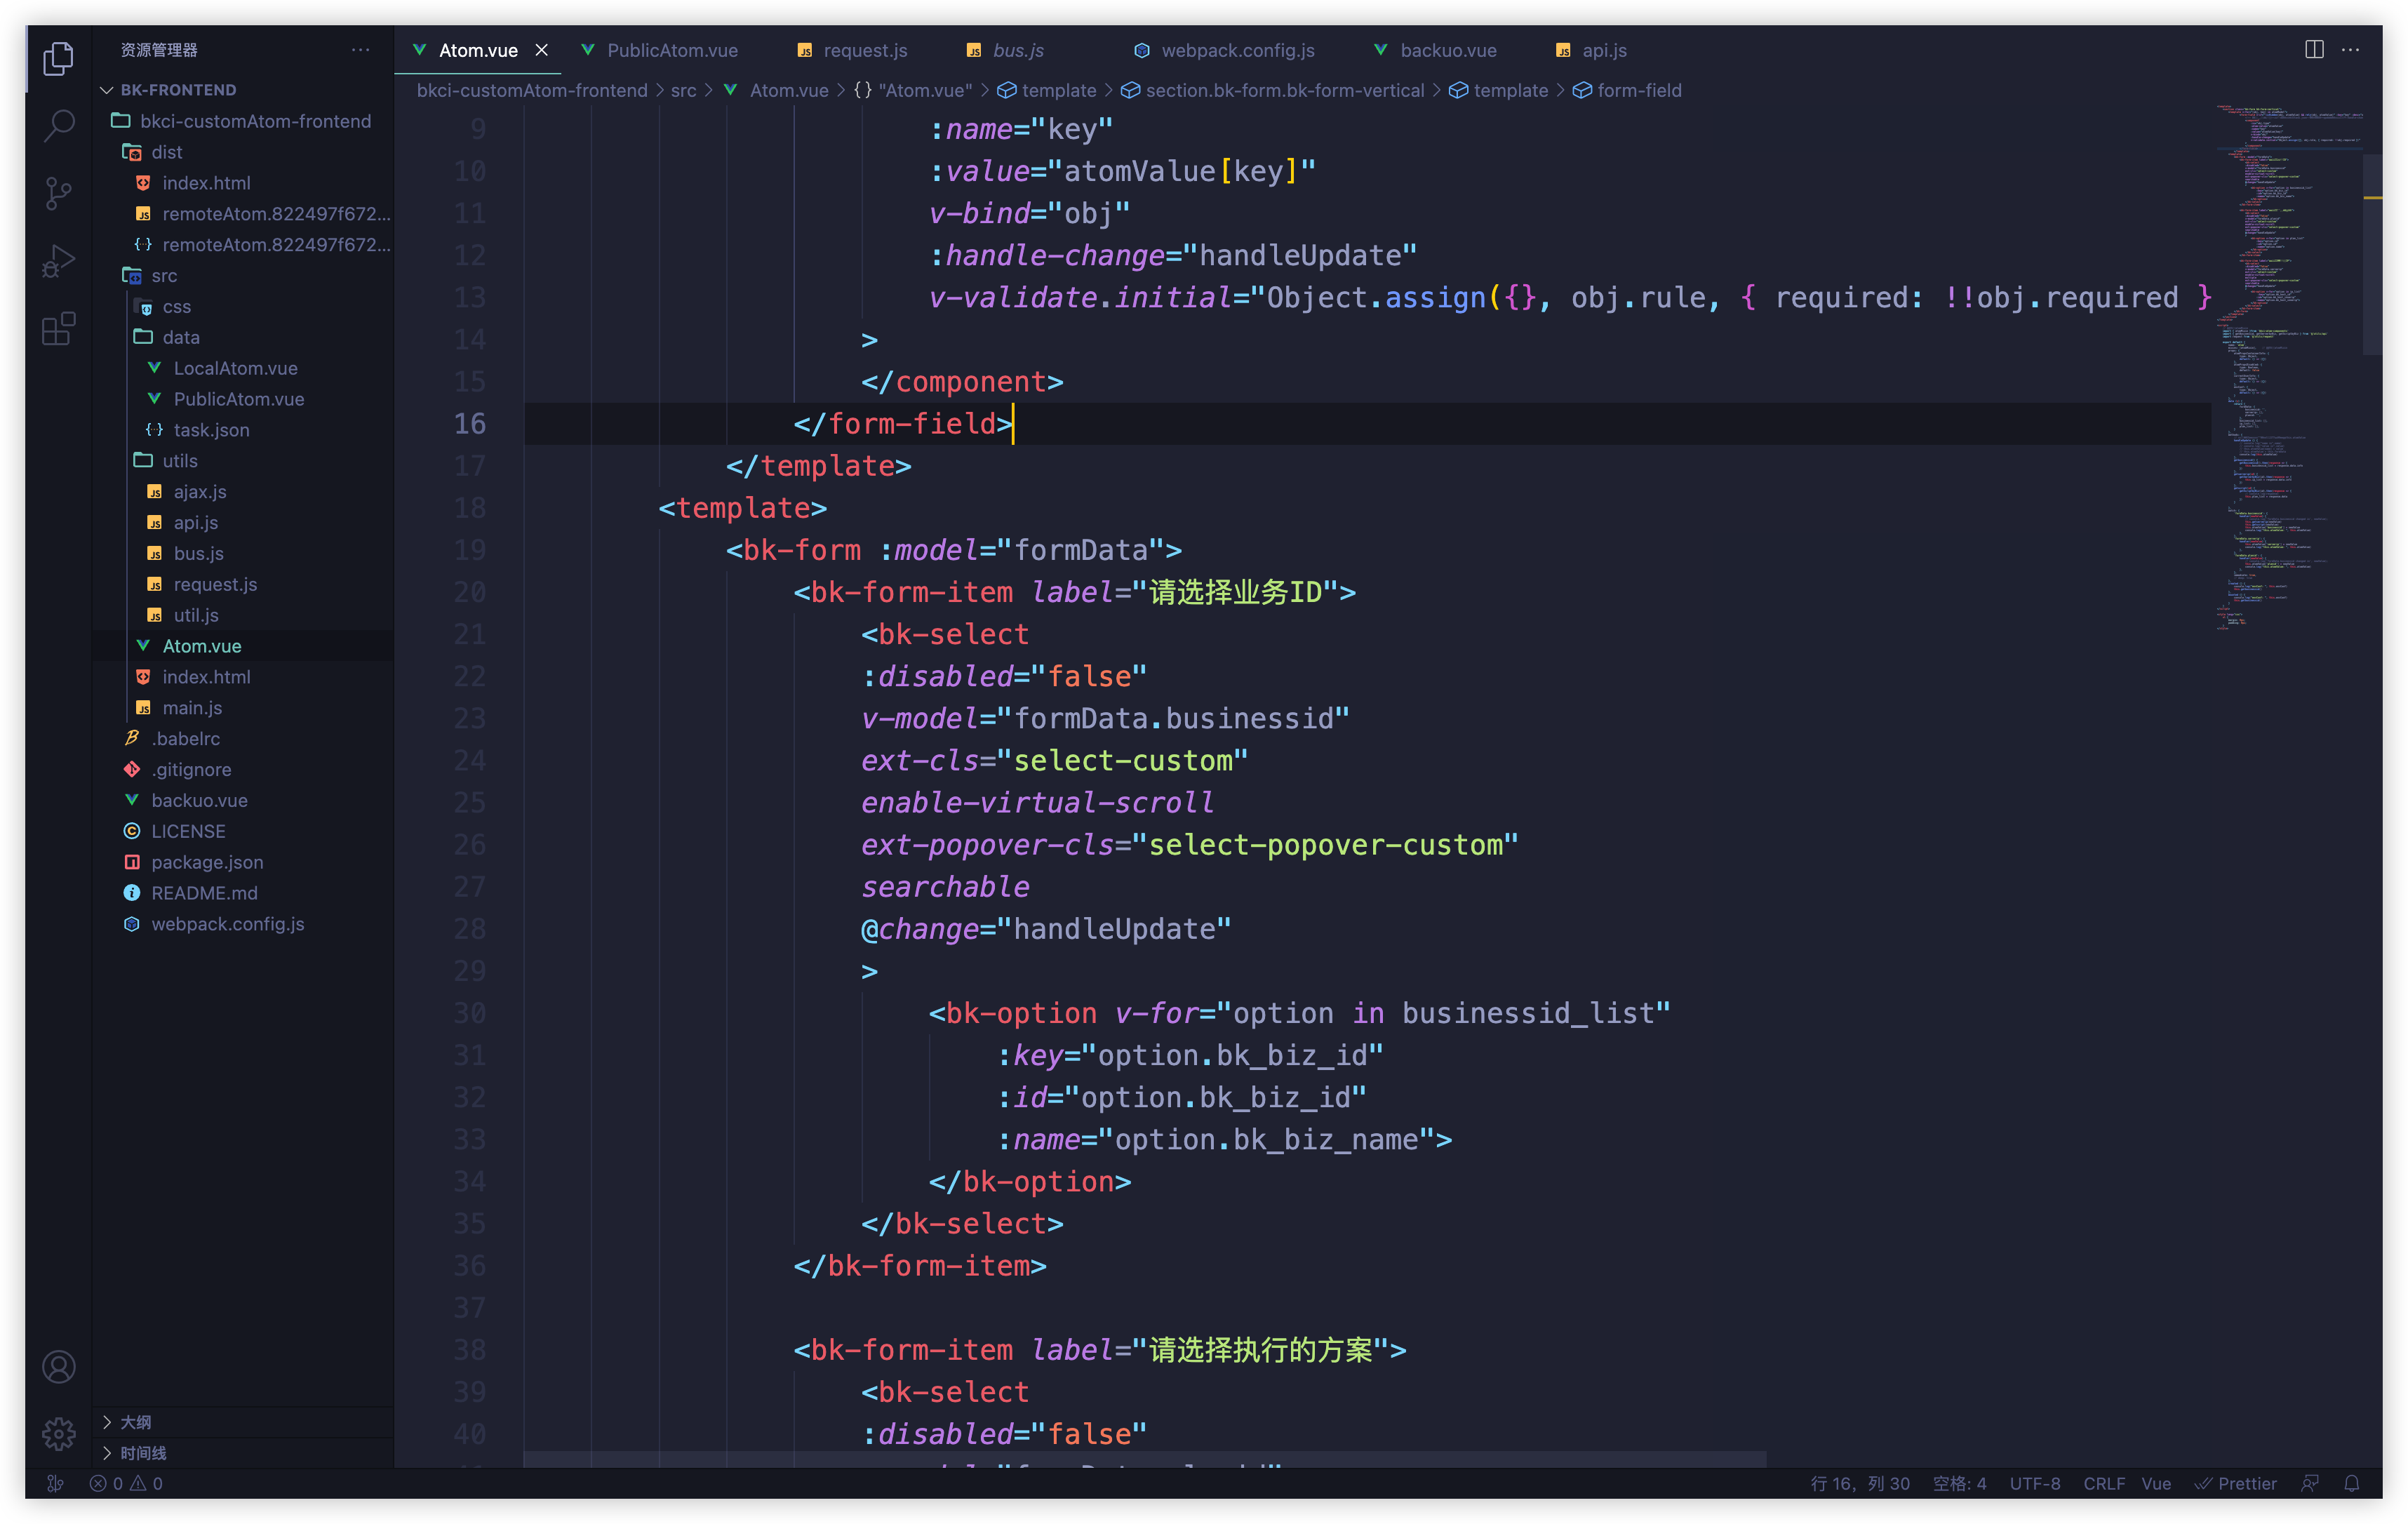 资源管理器
BK-FRONTEND
bkci-customAtom-frontend
dist
index.html
remoteAtom.822497f672...
remoteAtom.822497f672...
src
css
data
LocalAtom.vue
PublicAtom.vue
task.json
utils
ajax.js
api.js
bus.js
request.js
util.js
Atom.vue
index.html
main.js
.babelrc
.gitignore
backuo.vue
LICENSE
package.json
README.md
webpack.config.js
大纲
时间线
Atom.vue PublicAtom.vue request.js bus.js webpack.config.js backuo.vue api.js
bkci-customAtom-frontend > src > Atom.vue > {} "Atom.vue" > template > section.bk-form.bk-form-vertical > template > form-field
9 :name="key"
10 :value="atomValue[key]"
11 v-bind="obj"
12 :handle-change="handleUpdate"
13 v-validate.initial="Object.assign({}, obj.rule, { required: !!obj.required }
14 >
15 </component>
16 </form-field>
17 </template>
18 <template>
19 <bk-form :model="formData">
20 <bk-form-item label="请选择业务ID">
21 <bk-select
22 :disabled="false"
23 v-model="formData.businessid"
24 ext-cls="select-custom"
25 enable-virtual-scroll
26 ext-popover-cls="select-popover-custom"
27 searchable
28 @change="handleUpdate"
29 >
30 <bk-option v-for="option in businessid_list"
31 :key="option.bk_biz_id"
32 :id="option.bk_biz_id"
33 :name="option.bk_biz_name">
34 </bk-option>
35 </bk-select>
36 </bk-form-item>
37
38 <bk-form-item label="请选择执行的方案">
39 <bk-select
40 :disabled="false"
0 0
行 16，列 30 空格: 4 UTF-8 CRLF Vue Prettier